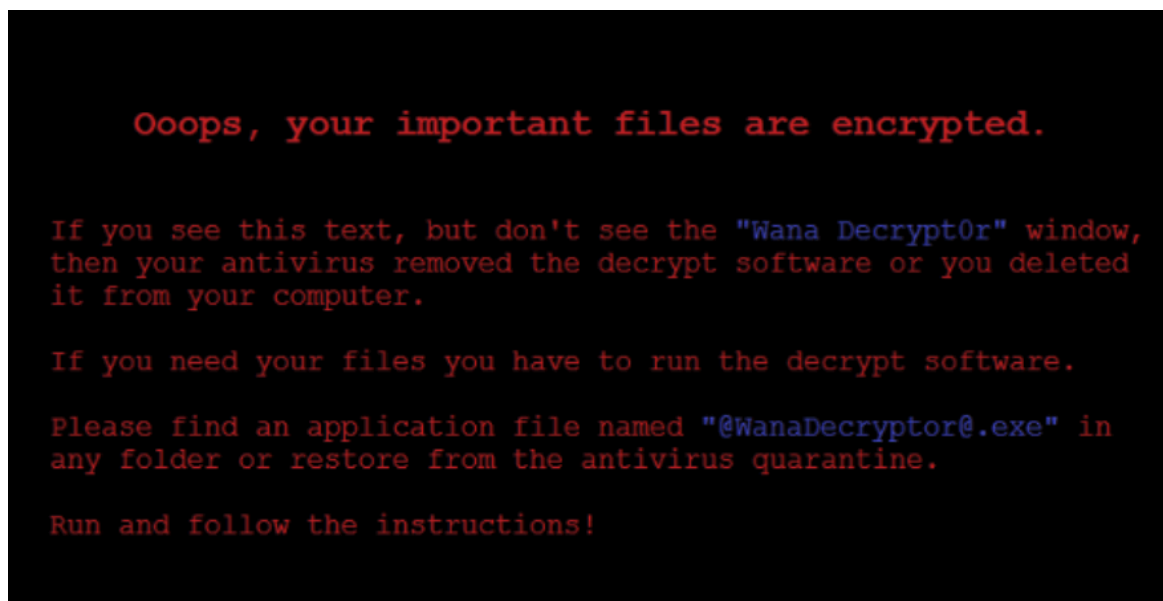 Ooops, your important files are encrypted.
If you see this text, but don't see the "Wana Decrypt0r" window,
then your antivirus removed the decrypt software or you deleted
it from your computer.
If you need your files you have to run the decrypt software.
Please find an application file named "@WanaDecryptor@.exe" in
any folder or restore from the antivirus quarantine.
Run and follow the instructions!